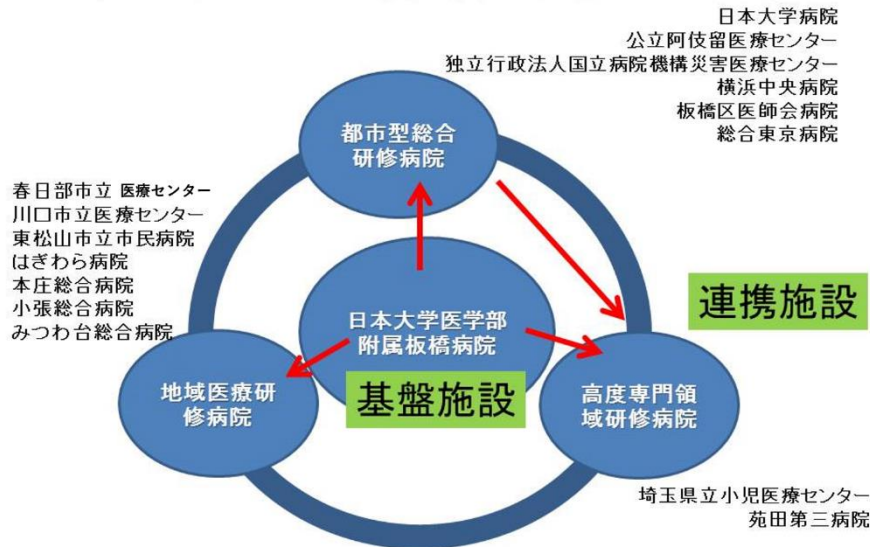 日本大学病院
公立阿伎留医療センター
独立行政法人国立病院機構災害医療センター
横浜中央病院
板橋区医師会病院
総合東京病院
都市型総合
研修病院
春日部市立 医療センター
川口市立医療センター
東松山市立市民病院
はぎわら病院
本庄総合病院
小張総合病院
みつわ台総合病院
日本大学医学部
附属板橋病院
基盤施設
連携施設
地域医療研
修病院
高度専門領
域研修病院
埼玉県立小児医療センター
苑田第三病院